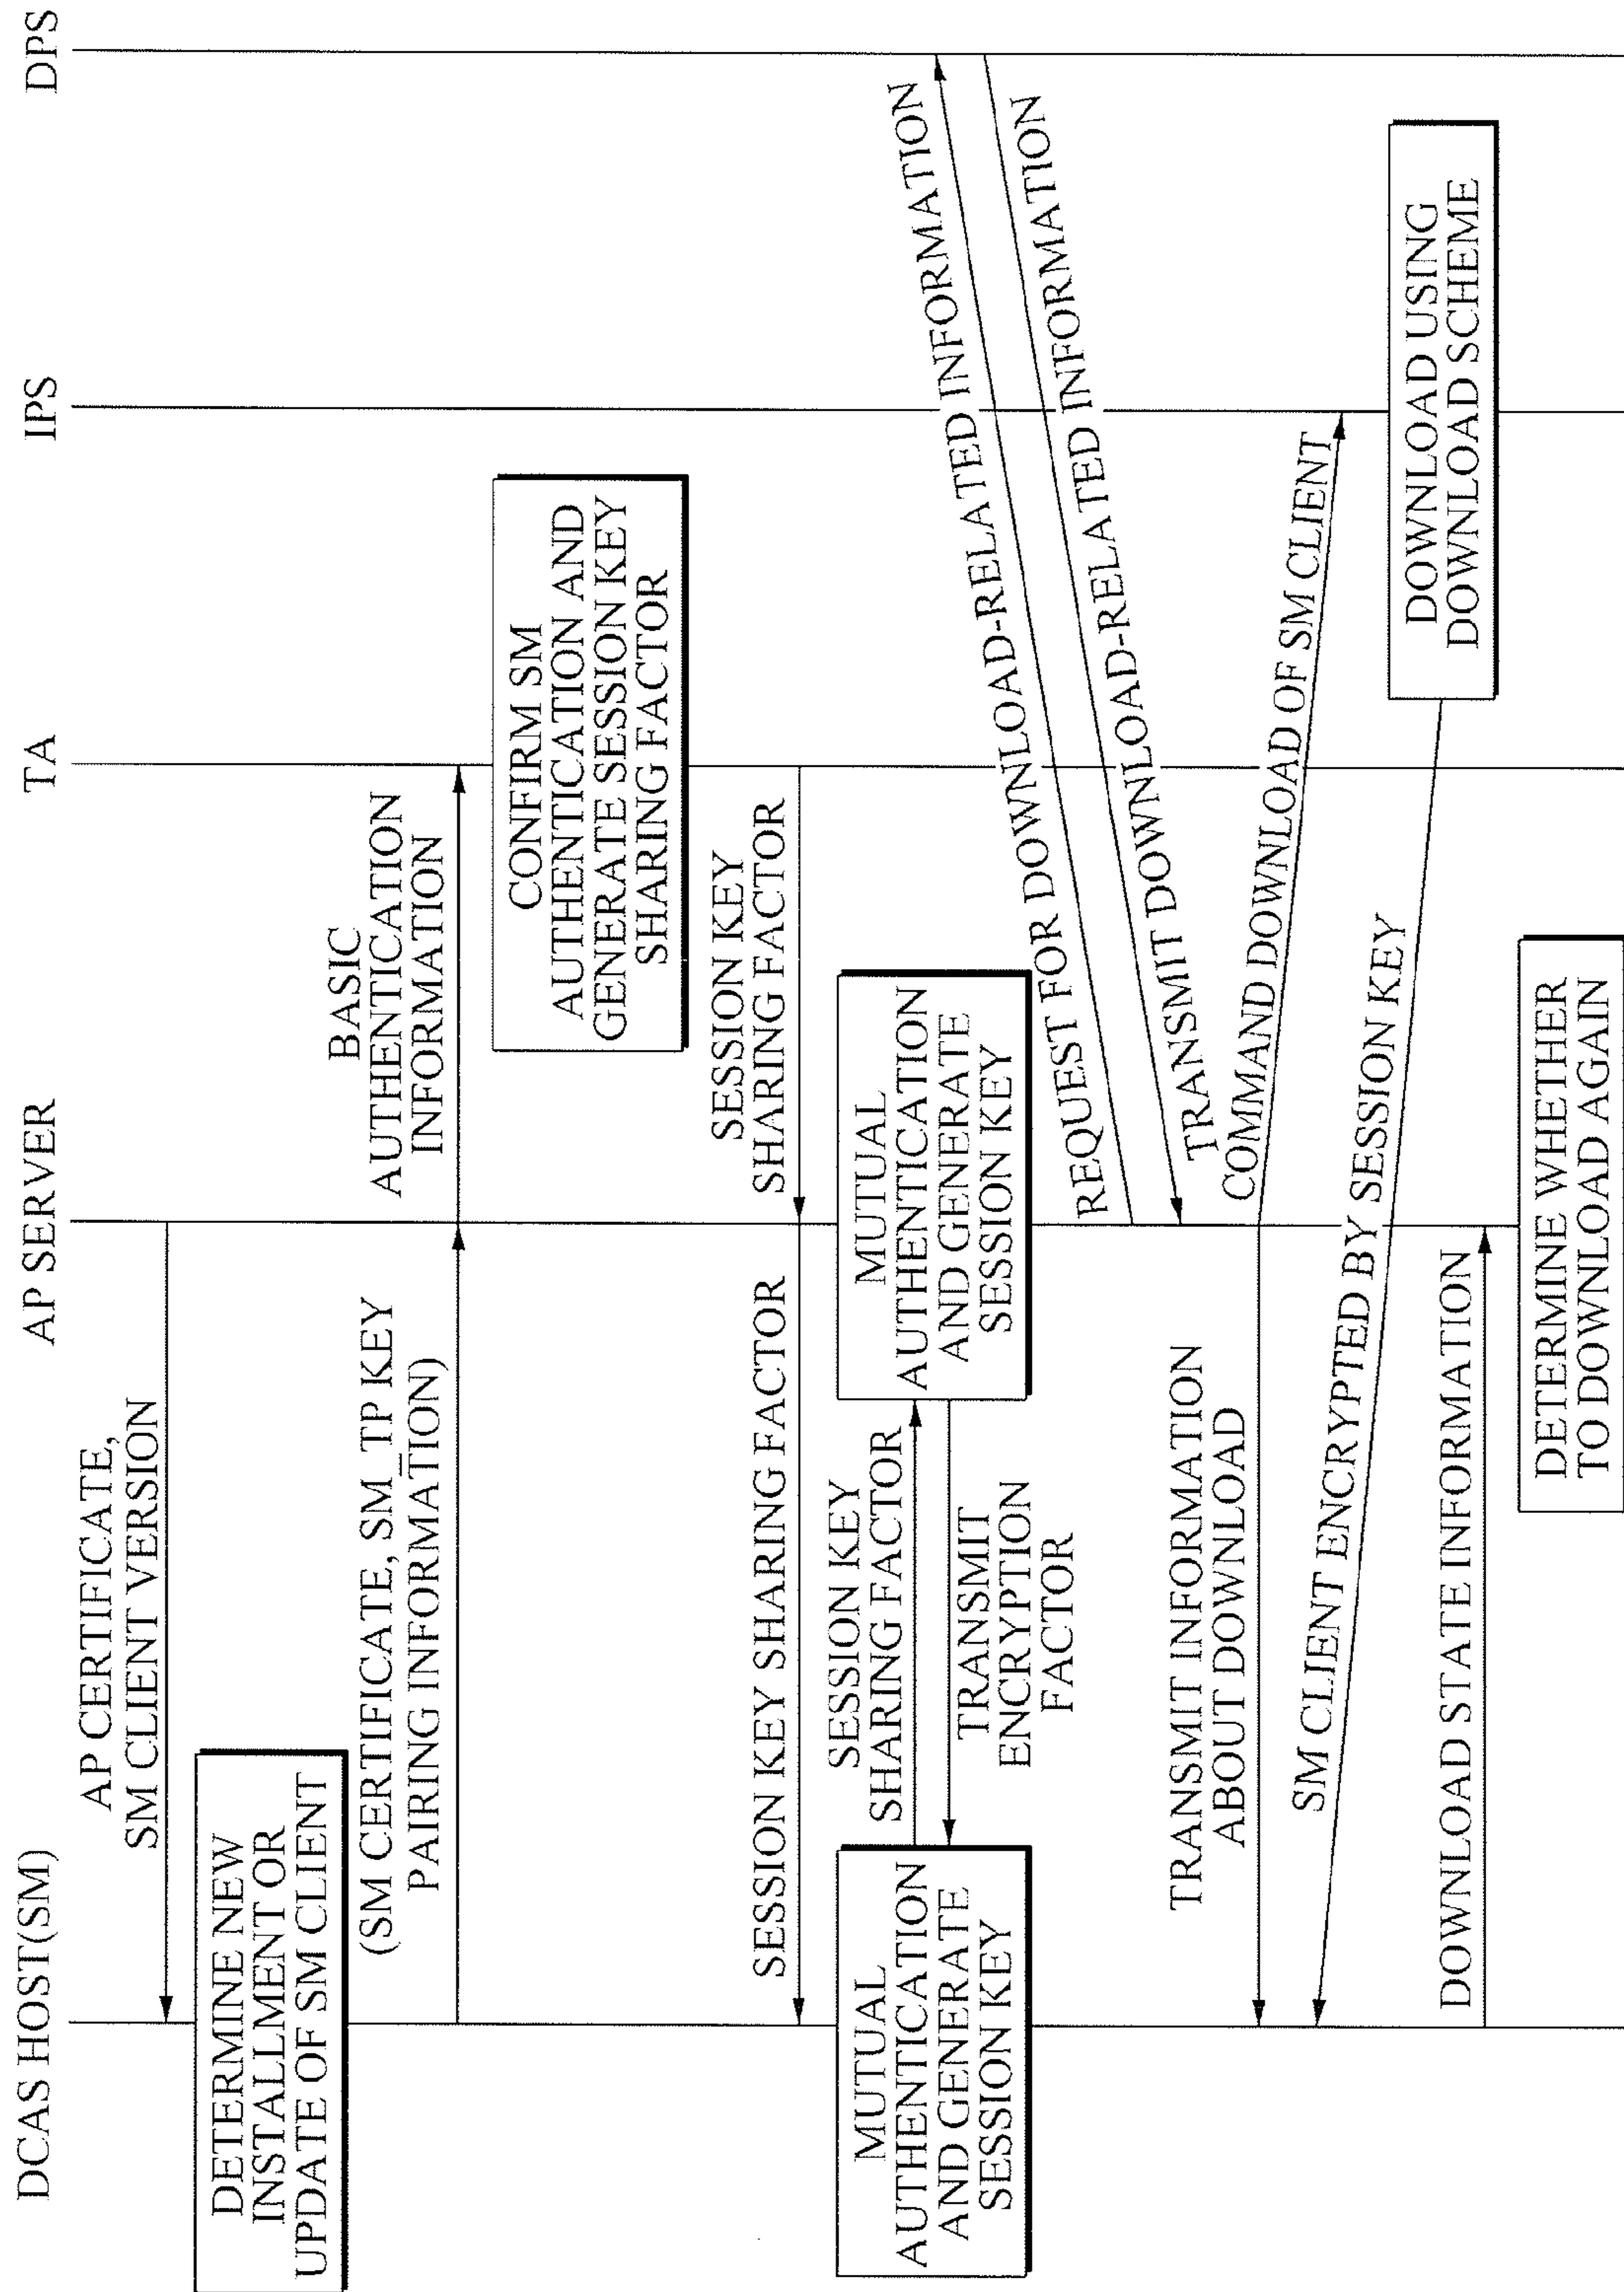 DCAS HOST(SM)
AP SERVER
TA
IPS
DPS
AP CERTIFICATE,
SM CLIENT VERSION
DETERMINE NEW
INSTALLMENT OR
UPDATE OF SM CLIENT
(SM CERTIFICATE, SM_TP KEY
PAIRING INFORMATION)
BASIC
AUTHENTICATION
INFORMATION
CONFIRM SM
AUTHENTICATION AND
GENERATE SESSION KEY
SHARING FACTOR
SESSION KEY
SHARING FACTOR
SESSION KEY SHARING FACTOR
MUTUAL
AUTHENTICATION
AND GENERATE
SESSION KEY
SESSION KEY
SHARING FACTOR
TRANSMIT
ENCRYPTION
FACTOR
MUTUAL
AUTHENTICATION
AND GENERATE
SESSION KEY
REQUEST FOR DOWNLOAD-RELATED INFORMATION
TRANSMIT DOWNLOAD-RELATED INFORMATION
TRANSMIT INFORMATION
ABOUT DOWNLOAD
COMMAND DOWNLOAD OF SM CLIENT
DOWNLOAD USING
DOWNLOAD SCHEME
SM CLIENT ENCRYPTED BY SESSION KEY
DOWNLOAD STATE INFORMATION
DETERMINE WHETHER
TO DOWNLOAD AGAIN